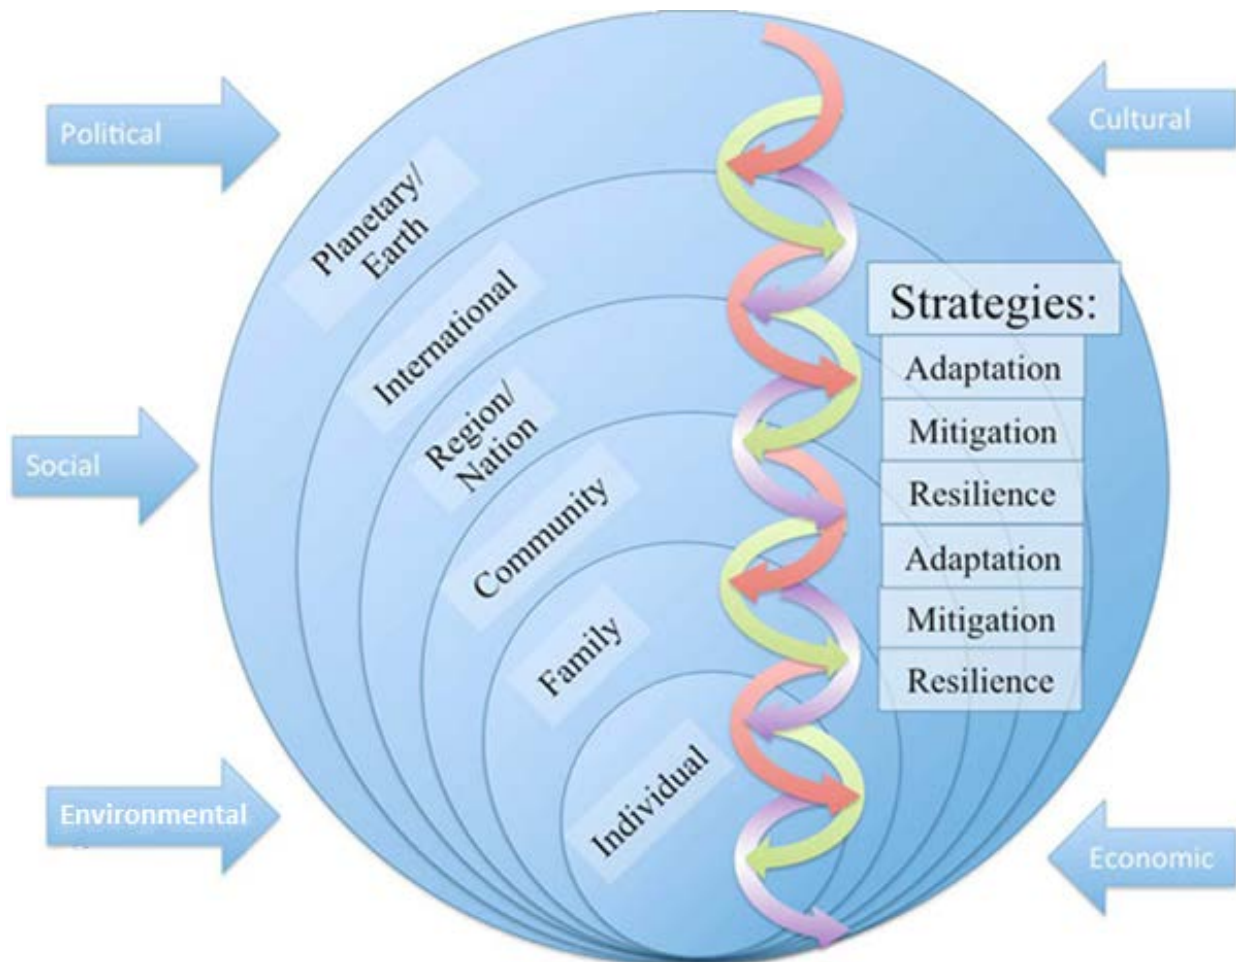 Political
Cultural
Planetary/
Earth
International
Region/
Nation
Community
Family
Individual
Social
Environmental
Economic
Strategies:
Adaptation
Mitigation
Resilience
Adaptation
Mitigation
Resilience